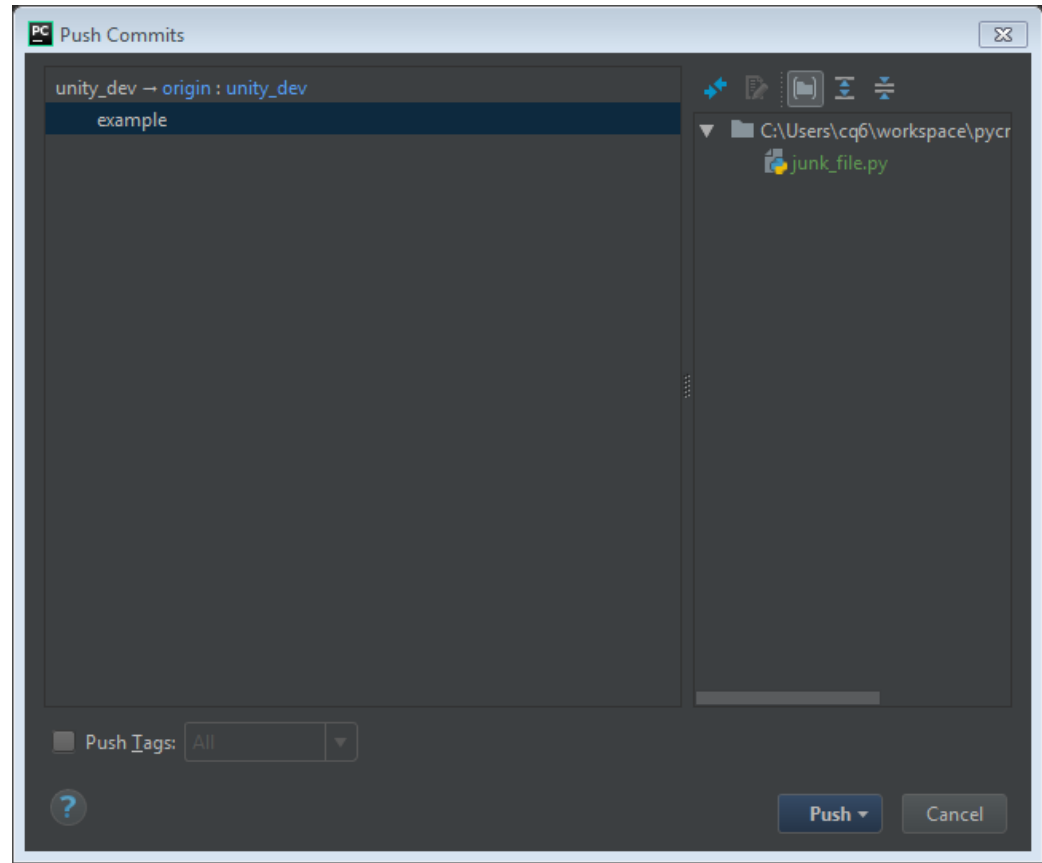 PC Push Commits
unity_dev → origin : unity_dev
example
C:\Users\cq6\workspace\pycr
junk_file.py
Push Tags: All
?
Push
Cancel